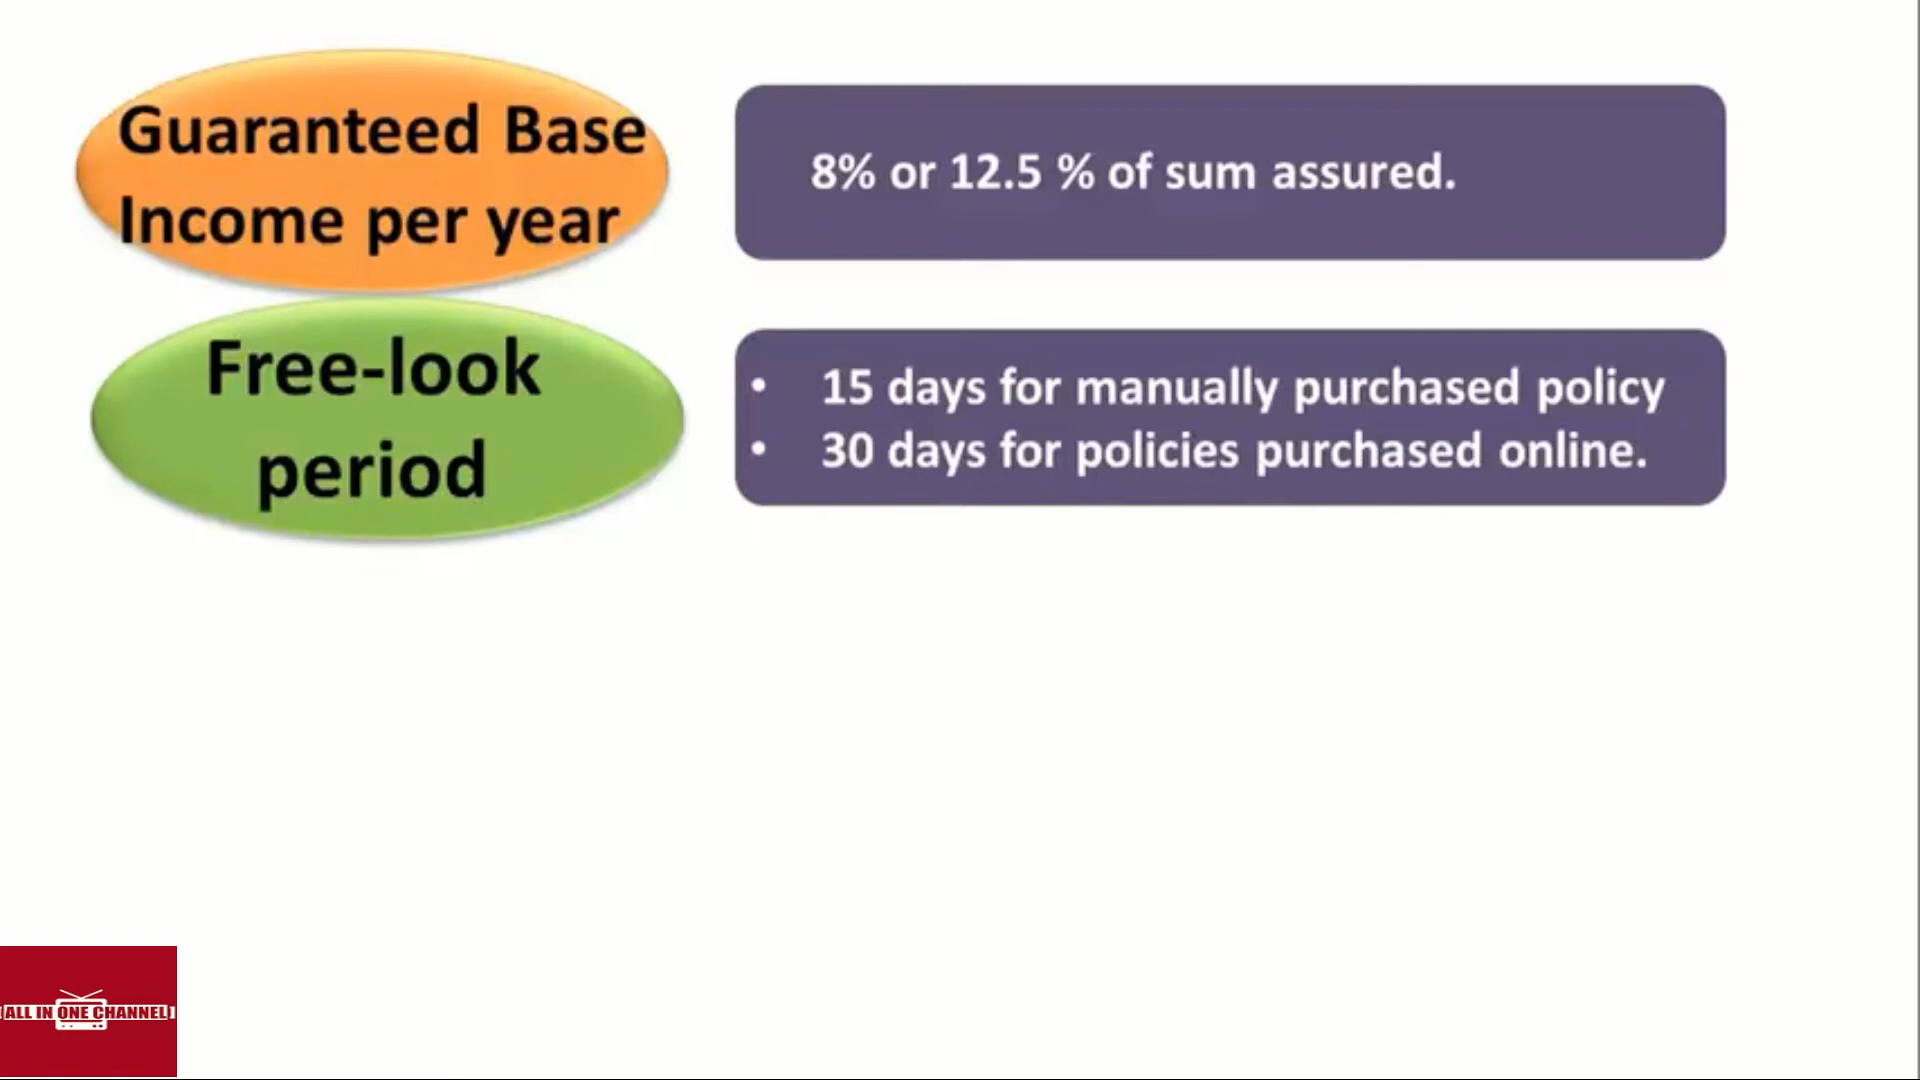 Guaranteed Base
Income per year
8% or 12.5 % of sum assured.
Free-look
period
• 15 days for manually purchased policy
• 30 days for policies purchased online.
[ALL IN ONE CHANNEL]